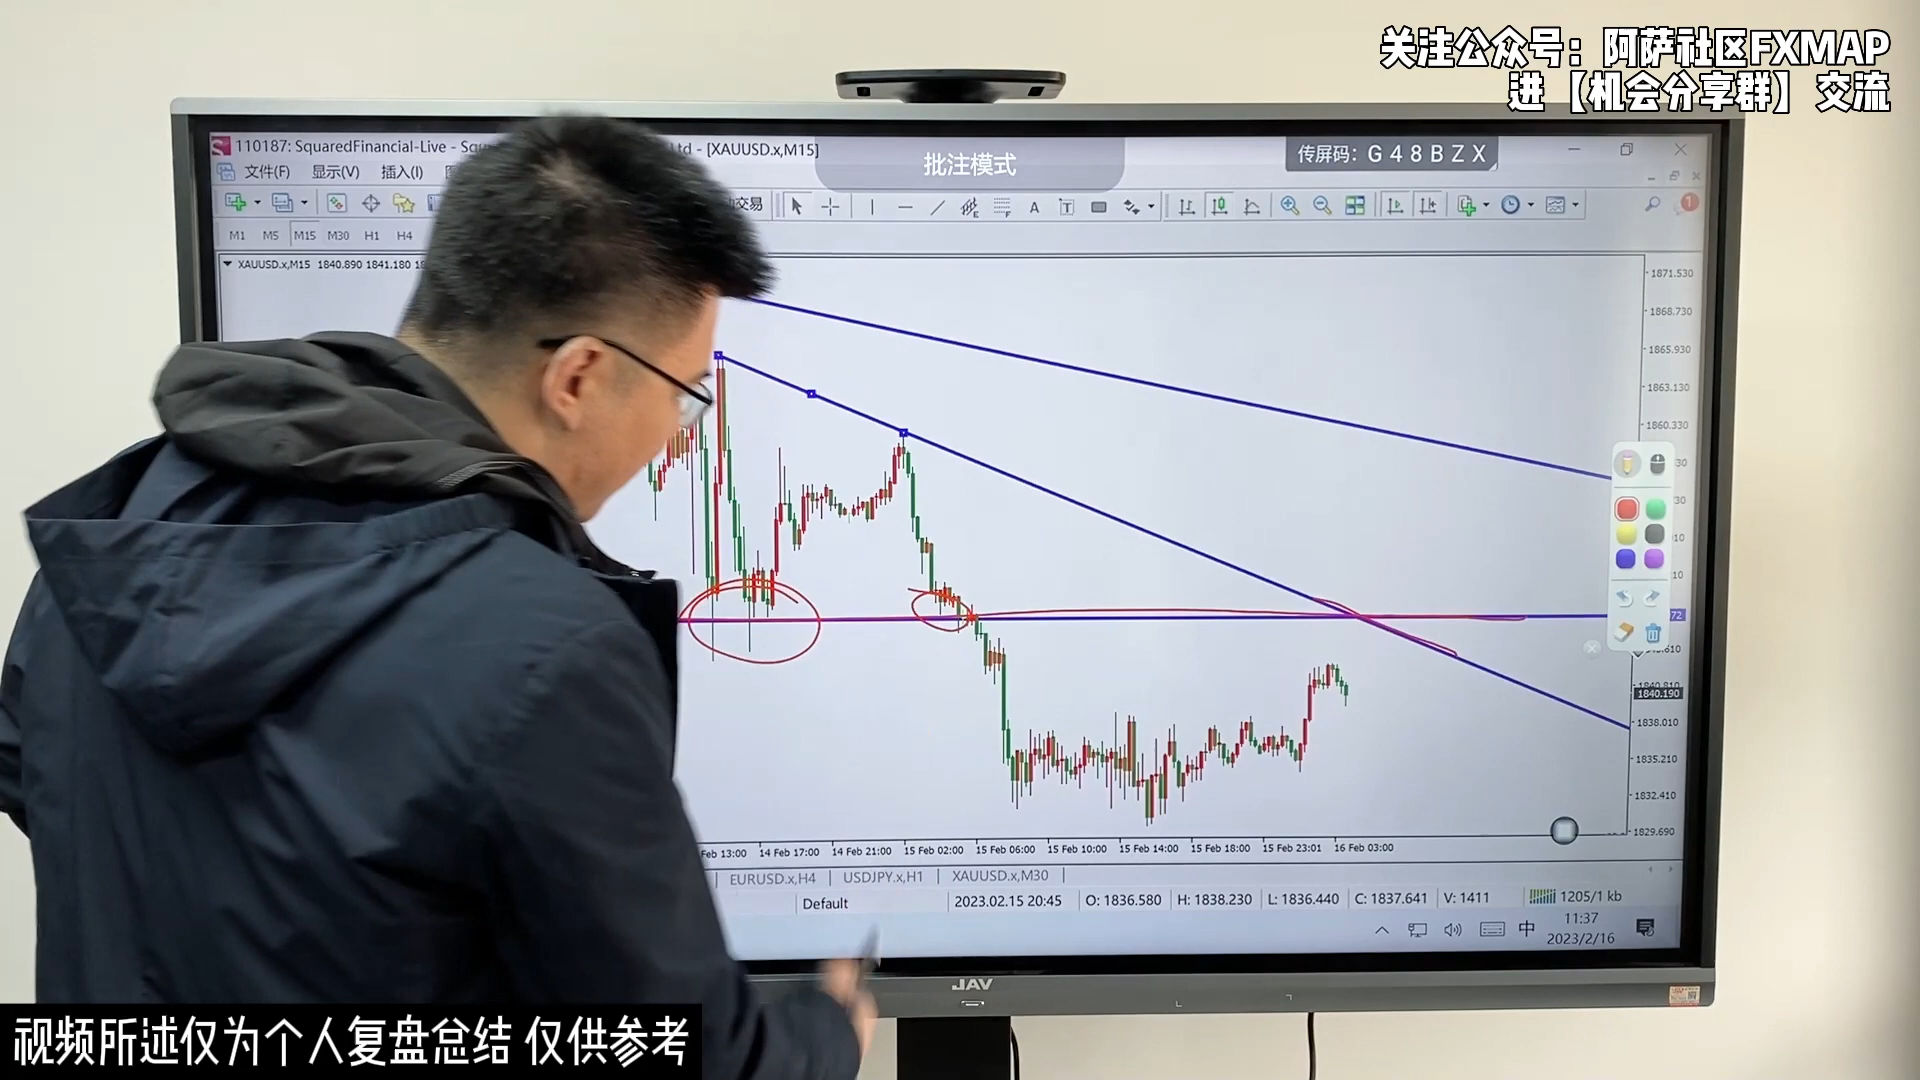 关注公众号：阿萨社区FXMAP
进【机会分享群】 交流
110187: SquaredFinancial-Live - Squ
td - [XAUUSD.x,M15]
批注模式
传屏码：G48BZX
文件(F) 显示(V) 插入(I)
交易
M1 M5 M15 M30 H1 H4
XAUUSD.x,M15 1840.890 1841.180
1871.530
1868.730
1865.930
1863.130
1860.330
1840.810
1840.190
1838.010
1835.210
1832.410
1829.690
Feb 13:00 14 Feb 17:00 14 Feb 21:00 15 Feb 02:00 15 Feb 06:00 15 Feb 10:00 15 Feb 14:00 15 Feb 18:00 15 Feb 23:01 16 Feb 03:00
EURUSD.x,H4 USDJPY.x,H1 XAUUSD.x,M30
Default 2023.02.15 20:45 O: 1836.580 H: 1838.230 L: 1836.440 C: 1837.641 V: 1411 1205/1 kb
中 11:37
2023/2/16
JAV
视频所述仅为个人复盘总结 仅供参考